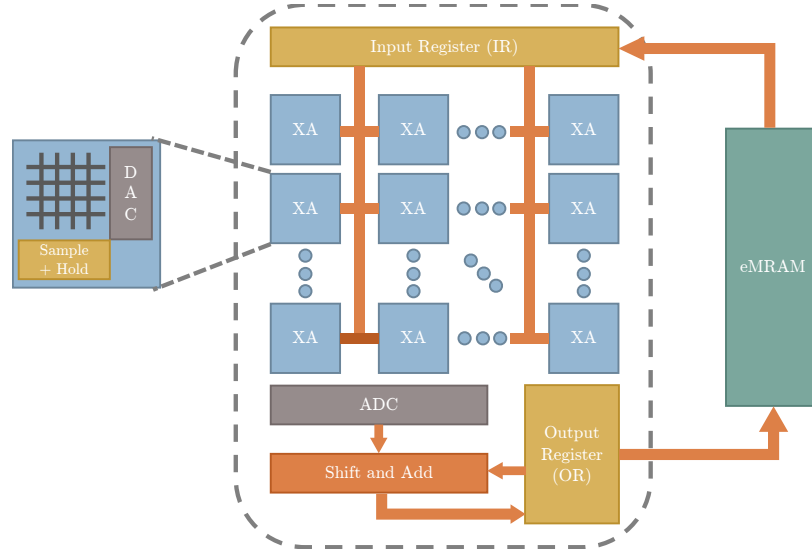 Input Register (IR)
XA
XA
XA
D
A
C
Sample
+ Hold
XA
XA
XA
eMRAM
XA
XA
XA
ADC
Output
Register
(OR)
Shift and Add